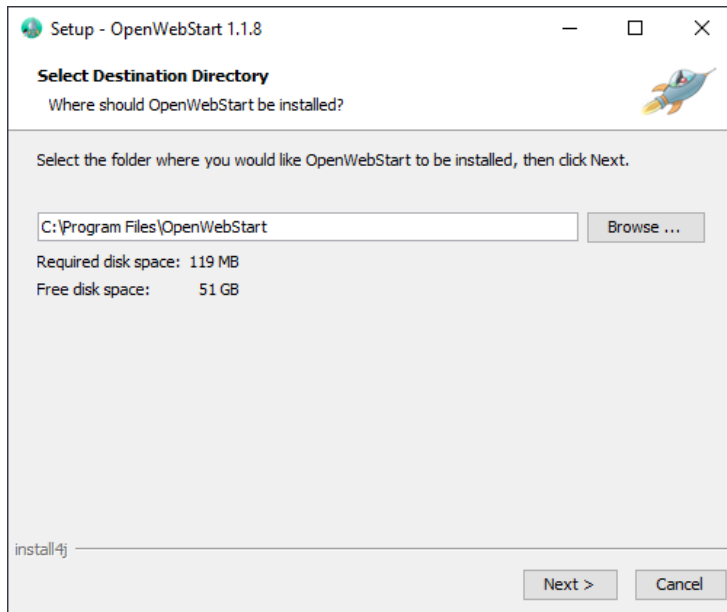 Setup - OpenWebStart 1.1.8
Select Destination Directory
Where should OpenWebStart be installed?
Select the folder where you would like OpenWebStart to be installed, then click Next.
C:\Program Files\OpenWebStart
Browse ...
Required disk space: 119 MB
Free disk space: 51 GB
install4j
Next >
Cancel